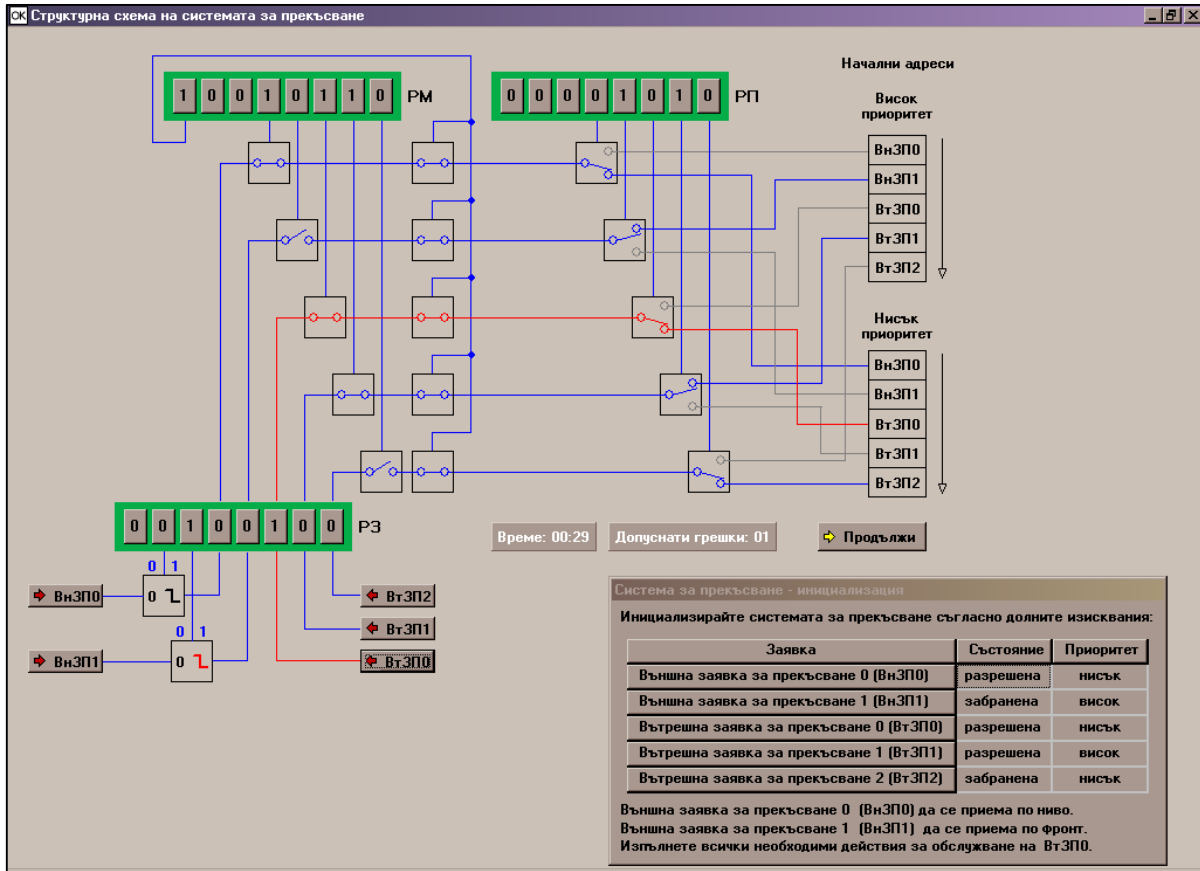 OK Структурна схема на системата за прекъсване
Начални адреси
1 0 0 1 0 1 1 0 РМ
0 0 0 0 1 0 1 0 РП
Висок
приоритет
ВнЗП0
ВнЗП1
ВтЗП0
ВтЗП1
ВтЗП2
Нисък
приоритет
ВнЗП0
ВнЗП1
ВтЗП0
ВтЗП1
ВтЗП2
0 0 1 0 0 1 0 0 РЗ
Време: 00:29
Допуснати грешки: 01
Продължи
0 1
ВнЗП0
0
ВтЗП2
ВтЗП1
0 1
ВнЗП1
0
ВтЗП0
Система за прекъсване - инициализация
Инициализирайте системата за прекъсване съгласно долните изисквания:
Заявка Състояние Приоритет
Външна заявка за прекъсване 0 (ВнЗП0) разрешена нисък
Външна заявка за прекъсване 1 (ВнЗП1) забранена висок
Вътрешна заявка за прекъсване 0 (ВтЗП0) разрешена нисък
Вътрешна заявка за прекъсване 1 (ВтЗП1) разрешена висок
Вътрешна заявка за прекъсване 2 (ВтЗП2) забранена нисък
Външна заявка за прекъсване 0 (ВнЗП0) да се приема по ниво.
Външна заявка за прекъсване 1 (ВнЗП1) да се приема по фронт.
Изпълнете всички необходими действия за обслужване на ВтЗП0.